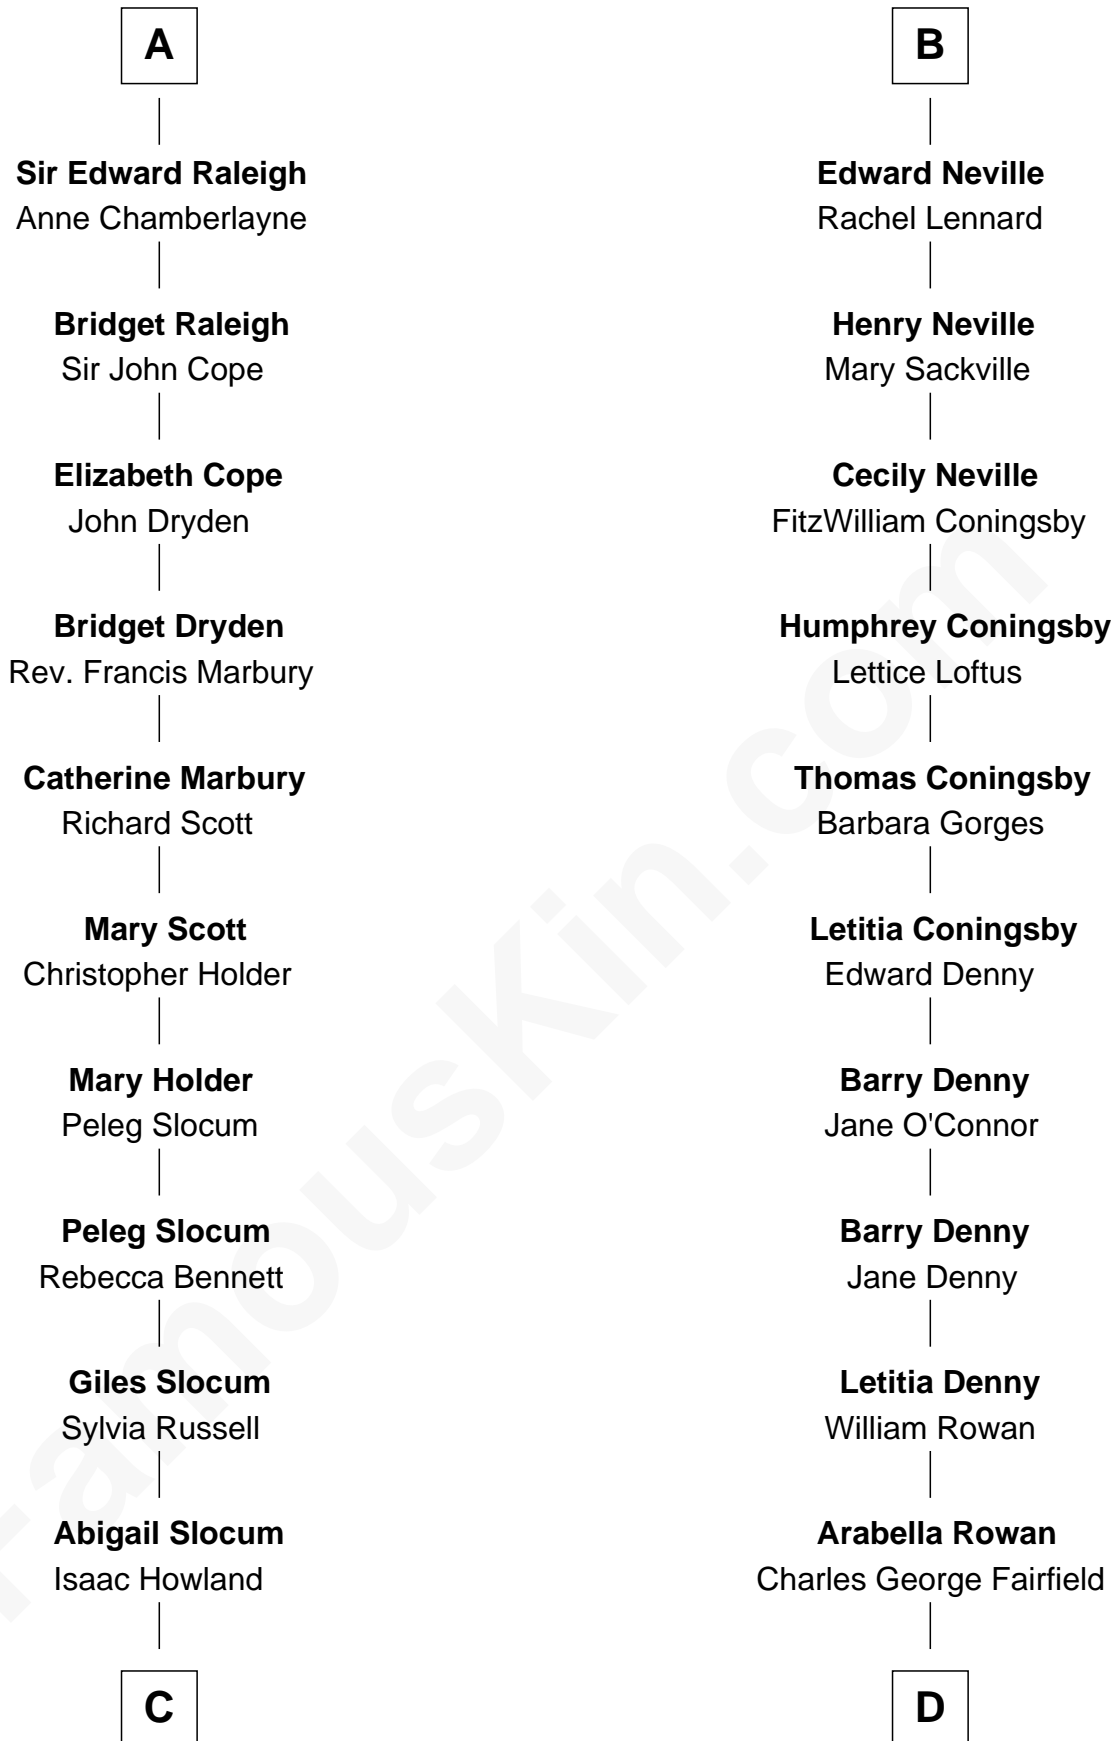 A
Sir Edward Raleigh
Anne Chamberlayne
Bridget Raleigh
Sir John Cope
Elizabeth Cope
John Dryden
Bridget Dryden
Rev. Francis Marbury
Catherine Marbury
Richard Scott
Mary Scott
Christopher Holder
Mary Holder
Peleg Slocum
Peleg Slocum
Rebecca Bennett
Giles Slocum
Sylvia Russell
Abigail Slocum
Isaac Howland
C
B
Edward Neville
Rachel Lennard
Henry Neville
Mary Sackville
Cecily Neville
FitzWilliam Coningsby
Humphrey Coningsby
Lettice Loftus
Thomas Coningsby
Barbara Gorges
Letitia Coningsby
Edward Denny
Barry Denny
Jane O'Connor
Barry Denny
Jane Denny
Letitia Denny
William Rowan
Arabella Rowan
Charles George Fairfield
D
FamousKin.com